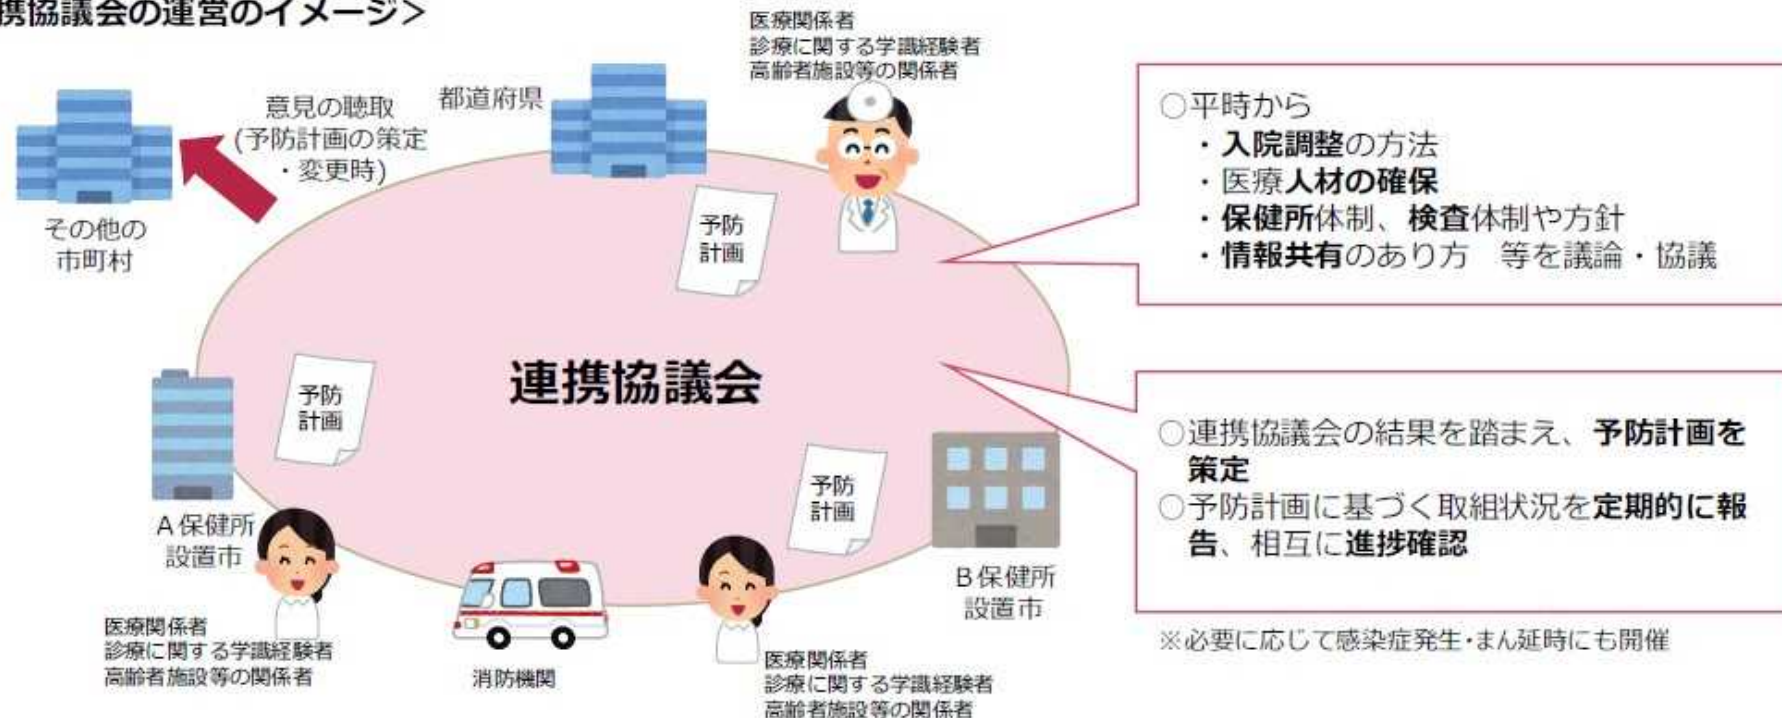 携協議会の運営のイメージ＞
医療関係者
診療に関する学識経験者
高齢者施設等の関係者
都道府県
意見の聴取
(予防計画の策定
・変更時)
その他の
市町村
予防
計画
○平時から
・入院調整の方法
・医療人材の確保
・保健所体制、検査体制や方針
・情報共有のあり方　等を議論・協議
連携協議会
予防
計画
予防
計画
○連携協議会の結果を踏まえ、予防計画を
策定
○予防計画に基づく取組状況を定期的に報
告、相互に進捗確認
A保健所
設置市
B保健所
設置市
医療関係者
診療に関する学識経験者
高齢者施設等の関係者
消防機関
医療関係者
診療に関する学識経験者
高齢者施設等の関係者
※必要に応じて感染症発生･まん延時にも開催